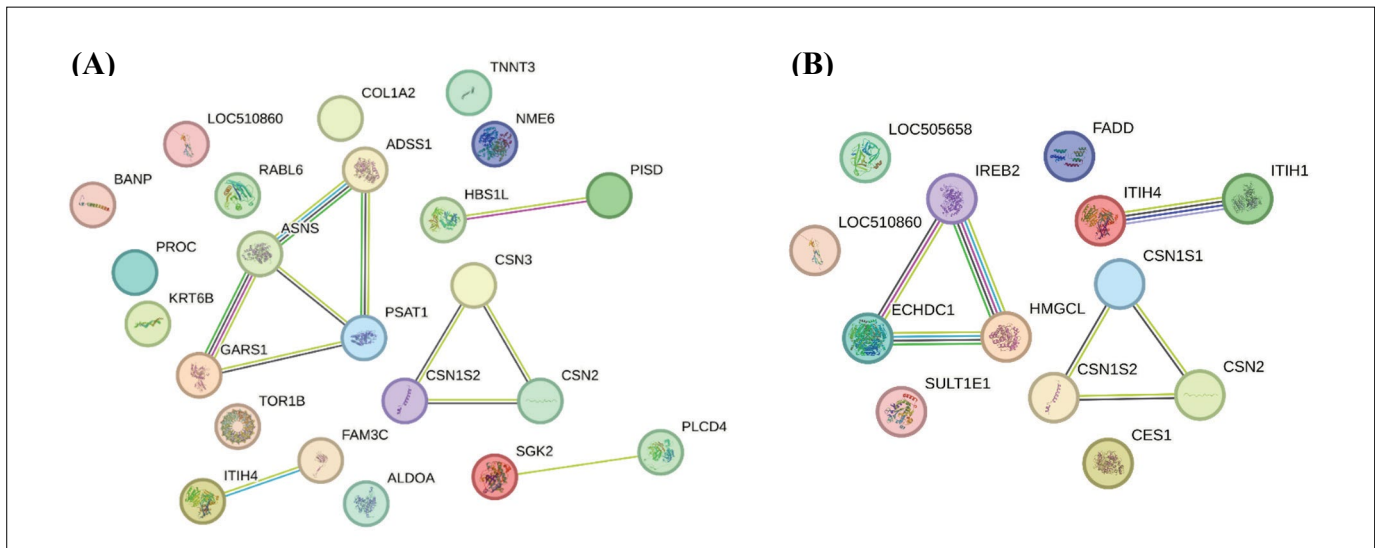 (A)
TNNT3
COL1A2
LOC510860
NME6
ADSS1
RABL6
PISD
BANP
HBS1L
ASNS
PROC
CSN3
KRT6B
PSAT1
GARS1
CSN1S2
CSN2
TOR1B
FAM3C
PLCD4
SGK2
ITIH4
ALDOA
(B)
LOC505658
FADD
IREB2
ITIH4
ITIH1
LOC510860
CSN1S1
ECHDC1
HMGCL
CSN1S2
CSN2
SULT1E1
CES1